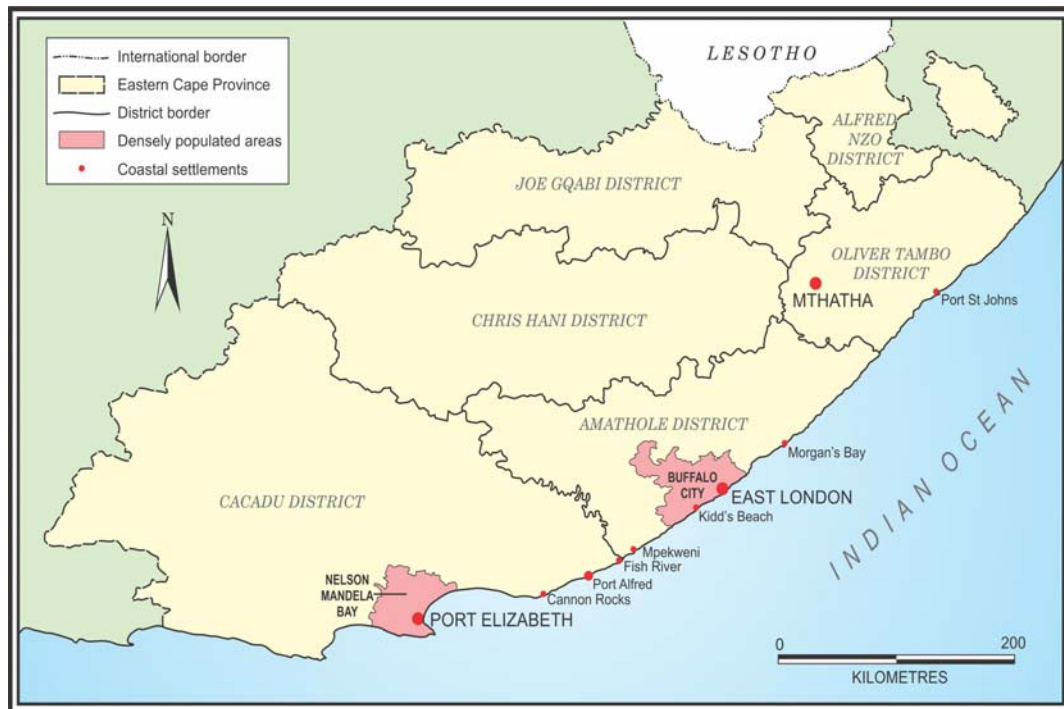 International border
Eastern Cape Province
District border
Densely populated areas
Coastal settlements
N
LESOTHO
ALFRED
NZO
DISTRICT
JOE GQABI DISTRICT
OLIVER TAMBO
DISTRICT
MTHATHA
Port St Johns
CHRIS HANI DISTRICT
AMATHOLE DISTRICT
Morgan's Bay
BUFFALO
CITY
EAST LONDON
Kidd's Beach
CACADU DISTRICT
Mpekweni
Fish River
Port Alfred
Cannon Rocks
NELSON
MANDELA
BAY
PORT ELIZABETH
INDIAN OCEAN
0 200
KILOMETRES